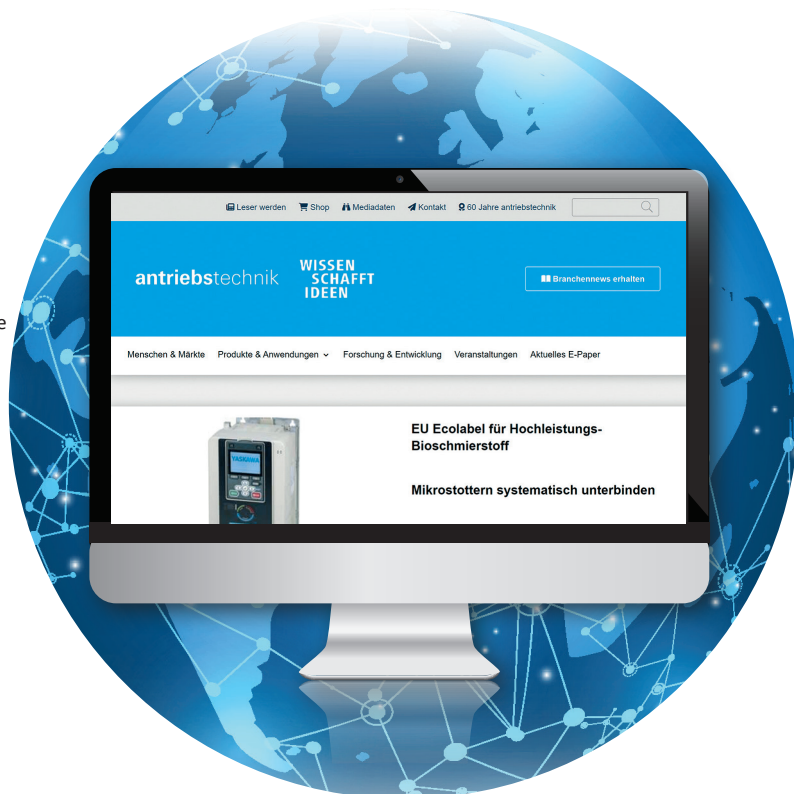 Leser werden Shop Mediadaten Kontakt 60 Jahre antriebstechnik
antriebstechnik
WISSEN
SCHAFFT
IDEEN
Branchennews erhalten
e
Menschen & Märkte Produkte & Anwendungen Forschung & Entwicklung Veranstaltungen Aktuelles E-Paper
EU Ecolabel für Hochleistungs-
Bioschmierstoff
YASKAWA
Mikrostottern systematisch unterbinden